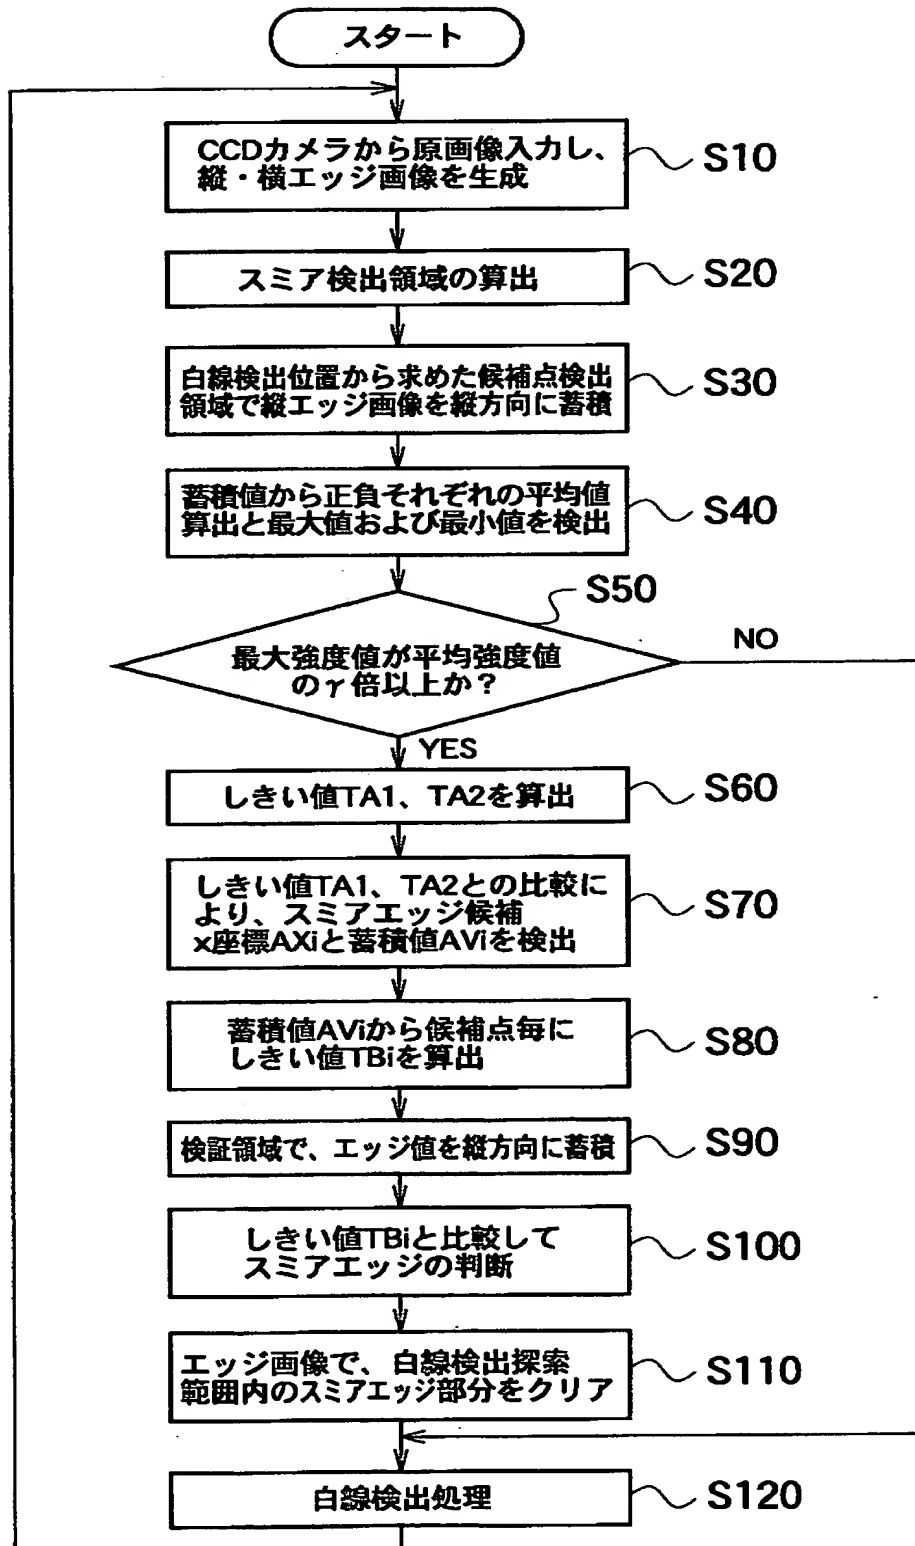 スタート
CCDカメラから原画像入力し、
縦・横エッジ画像を生成
S10
スミア検出領域の算出
S20
白線検出位置から求めた候補点検出
領域で縦エッジ画像を縦方向に蓄積
S30
蓄積値から正負それぞれの平均値
算出と最大値および最小値を検出
S40
S50
最大強度値が平均強度値
のγ倍以上か？
NO
YES
しきい値TA1、TA2を算出
S60
しきい値TA1、TA2との比較に
より、スミアエッジ候補
x座標AXiと蓄積値AViを検出
S70
蓄積値AViから候補点毎に
しきい値TBiを算出
S80
検証領域で、エッジ値を縦方向に蓄積
S90
しきい値TBiと比較して
スミアエッジの判断
S100
エッジ画像で、白線検出探索
範囲内のスミアエッジ部分をクリア
S110
白線検出処理
S120